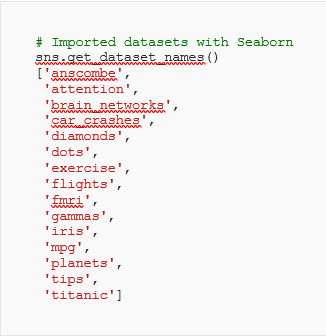 # Imported datasets with Seaborn
sns.get_dataset_names()
['anscombe',
'attention',
'brain_networks',
'car_crashes',
'diamonds',
'dots',
'exercise',
'flights',
'fmri',
'gammas',
'iris',
'mpg',
'planets',
'tips',
'titanic']